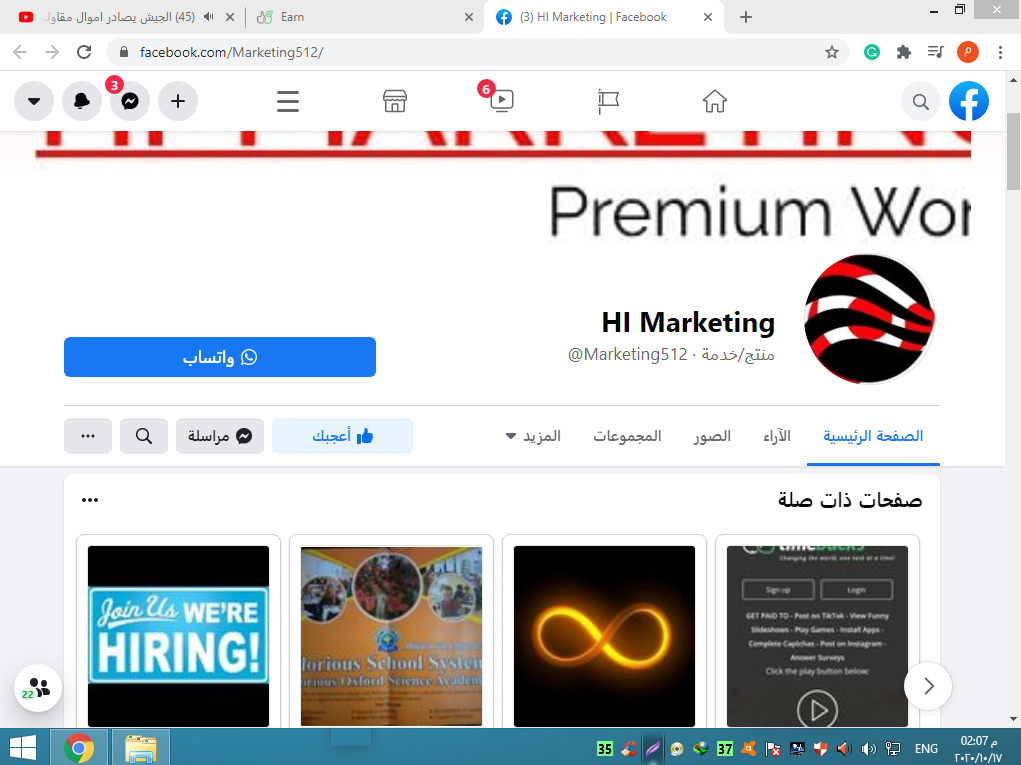 (45) الجيش يصادر اموال مقاول
Earn
(3) HI Marketing | Facebook
facebook.com/Marketing512/
P
3
6
MARKETING
Premium Wor
HI Marketing
@Marketing512 · منتج/خدمة
واتساب
الصفحة الرئيسية
الآراء
الصور
المجموعات
المزيد
أعجبك
مراسلة
صفحات ذات صلة
Join Us WE'RE
HIRING!
lorious School System
urious Oxford Science Academ
timebucks
Changing the world, one task at a time!
Sign up
Login
GET PAID TO - Post on TikTok - View Funny
Slideshows - Play Games - Install Apps -
Complete Captchas - Post on Instagram -
Answer Surveys
Click the play button below:
22
35
37
ENG
02:07 م
٢٠٢٠/١٠/١٧